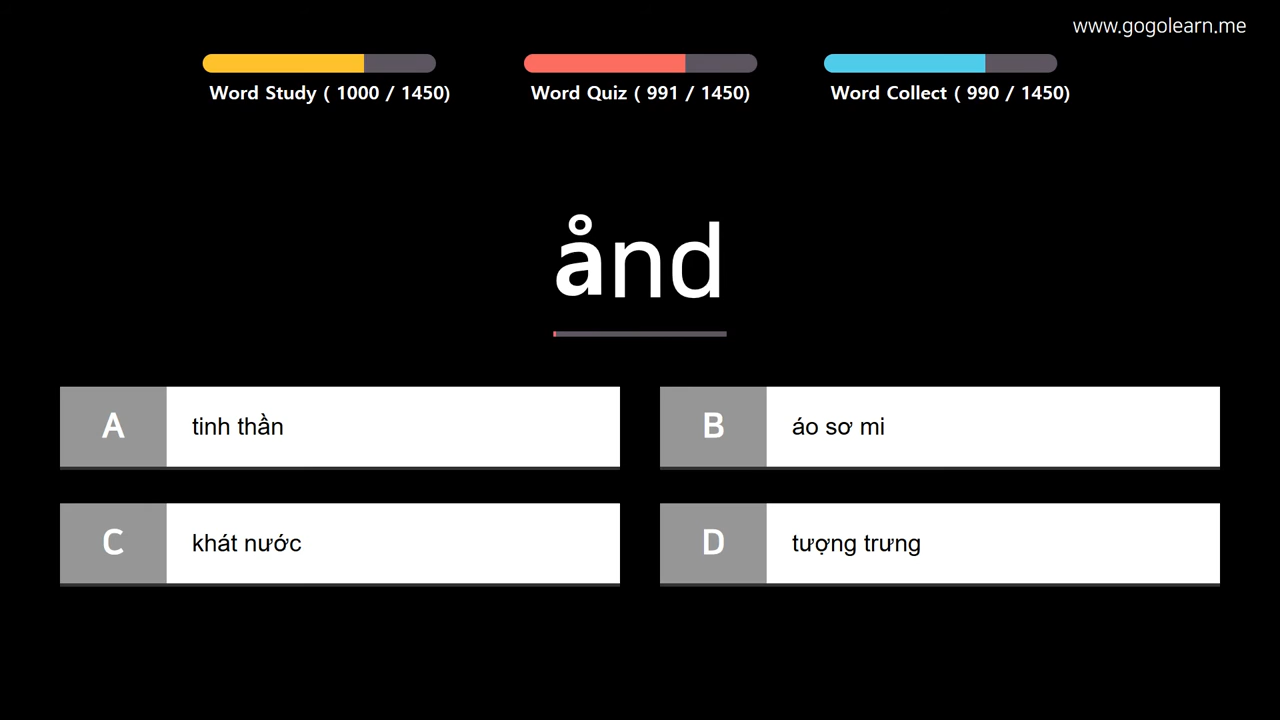 www.gogolearn.me
Word Study ( 1000 / 1450)
Word Quiz ( 991 / 1450)
Word Collect ( 990 / 1450)
ånd
A
tinh thần
B
áo sơ mi
C
khát nước
D
tượng trưng